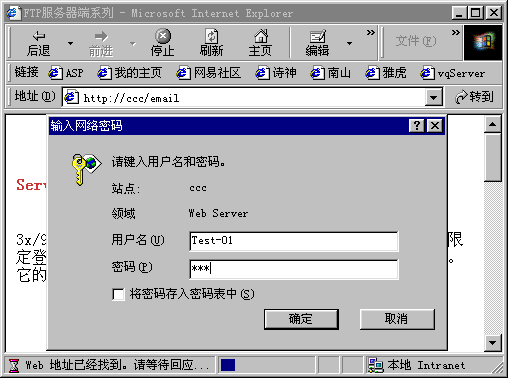 FTP服务器端系列 - Microsoft Internet Explorer
后退 前进 停止 刷新 主页 编辑 » 文件(F) »
链接 ASP 我的主页 网易社区 诗神 南山 雅虎 vqServer
地址(D) http://ccc/email 转到
输入网络密码
请键入用户名和密码。
Serv
站点: ccc
领域 Web Server
3x/9 限
用户名(U) Test-01
定登 。
密码(P) ***
它的
将密码存入密码表中(S)
确定 取消
Web 地址已经找到。请等待回应... 本地 Intranet